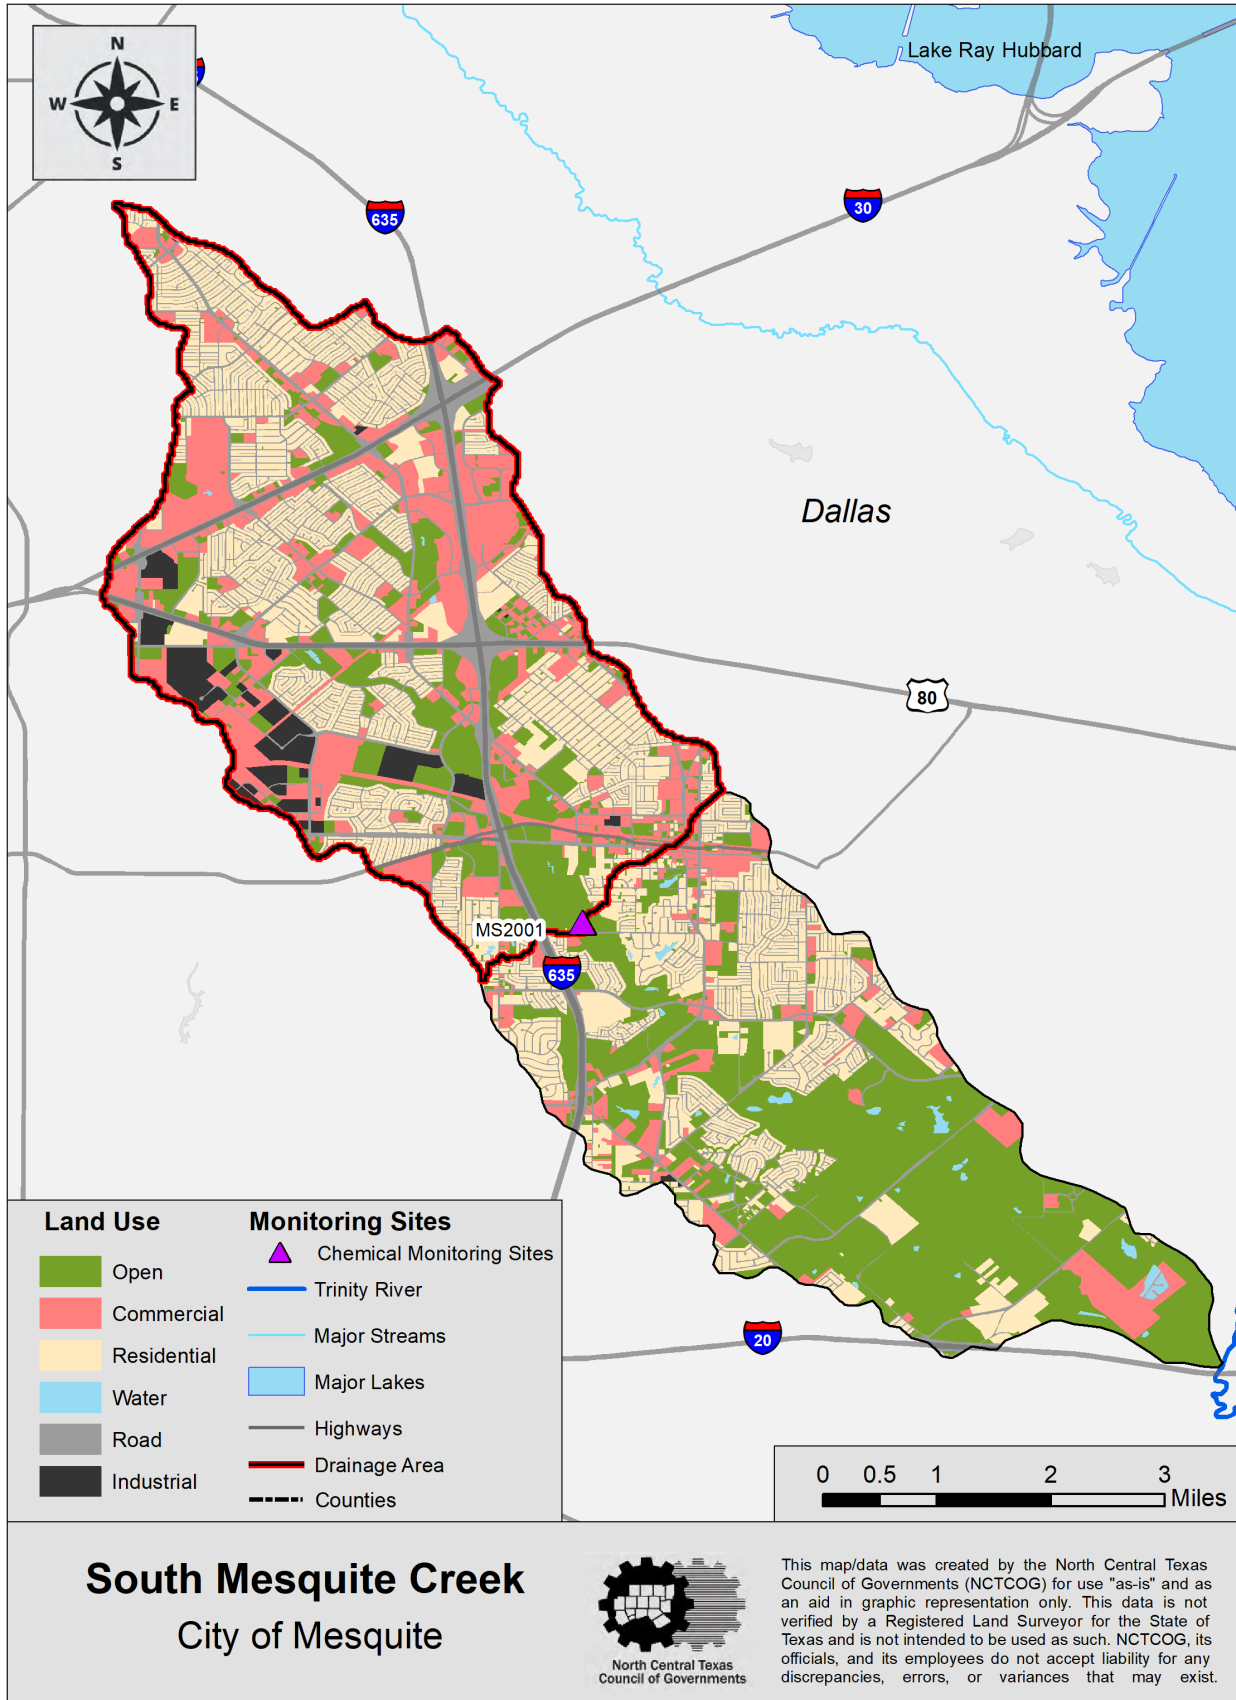 N
W E
S
Lake Ray Hubbard
635
30
Dallas
80
MS2001
635
20
Land Use
Open
Commercial
Residential
Water
Road
Industrial
Monitoring Sites
Chemical Monitoring Sites
Trinity River
Major Streams
Major Lakes
Highways
Drainage Area
Counties
0 0.5 1 2 3
Miles
South Mesquite Creek
City of Mesquite
North Central Texas
Council of Governments
This map/data was created by the North Central Texas
Council of Governments (NCTCOG) for use "as-is" and as
an aid in graphic representation only. This data is not
verified by a Registered Land Surveyor for the State of
Texas and is not intended to be used as such. NCTCOG, its
officials, and its employees do not accept liability for any
discrepancies, errors, or variances that may exist.